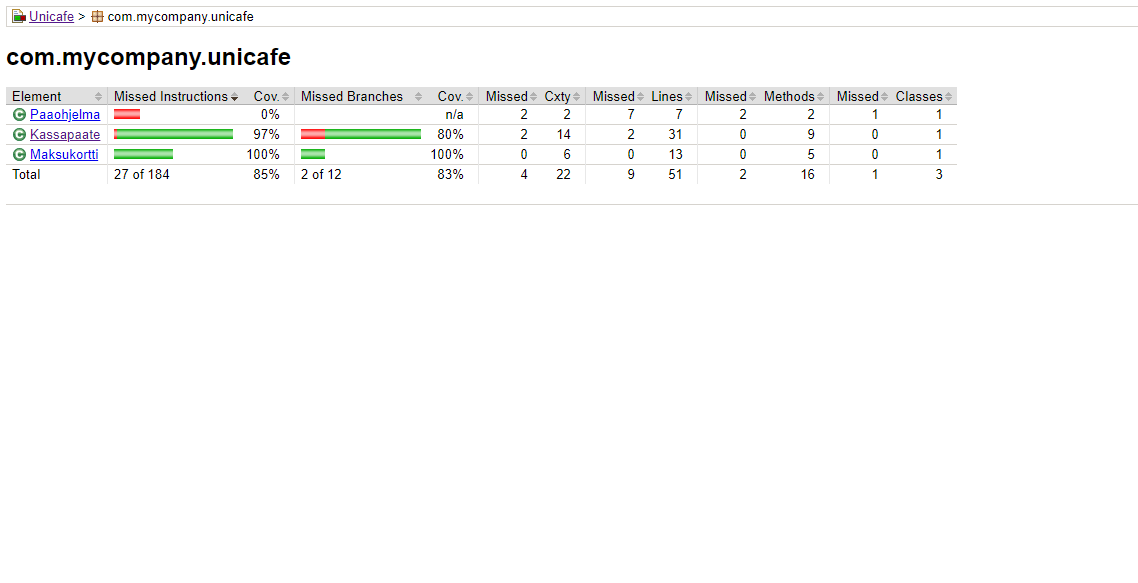 Unicafe > com.mycompany.unicafe
com.mycompany.unicafe
Element Missed Instructions Cov. Missed Branches Cov. Missed Cxty Missed Lines Missed Methods Missed Classes
Paaohjelma 0% n/a 2 2 7 7 2 2 1 1
Kassapaate 97% 80% 2 14 2 31 0 9 0 1
Maksukortti 100% 100% 0 6 0 13 0 5 0 1
Total 27 of 184 85% 2 of 12 83% 4 22 9 51 2 16 1 3